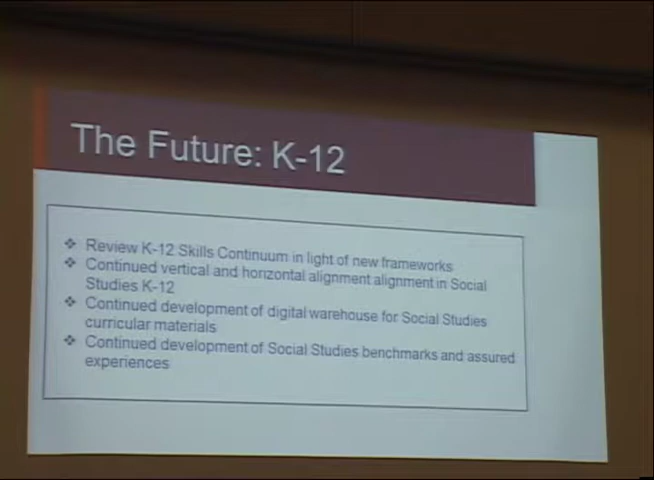 The Future: K-12
❖ Review K-12 Skills Continuum in light of new frameworks
❖ Continued vertical and horizontal alignment alignment in Social
Studies K-12
❖ Continued development of digital warehouse for Social Studies
curricular materials
❖ Continued development of Social Studies benchmarks and assured
experiences